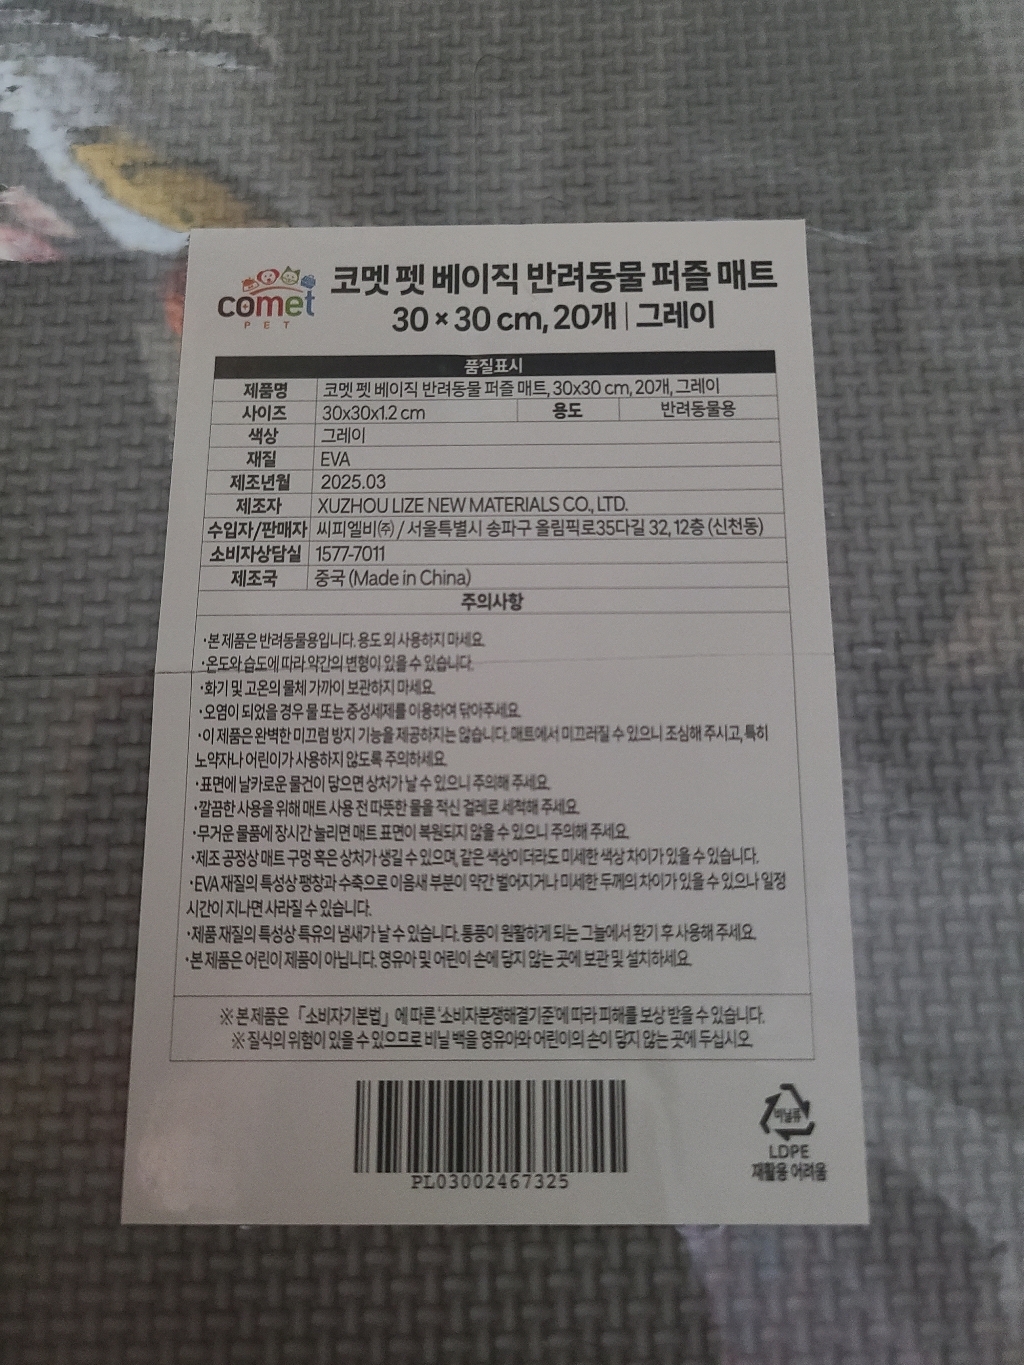 comet
PET
코멧 펫 베이직 반려동물 퍼즐 매트
30 × 30 cm, 20개 | 그레이
품질표시
제품명 코멧 펫 베이직 반려동물 퍼즐 매트, 30x30 cm, 20개, 그레이
사이즈 30x30x1.2 cm 용도 반려동물용
색상 그레이
재질 EVA
제조년월 2025.03
제조자 XUZHOU LIZE NEW MATERIALS CO., LTD.
수입자/판매자 씨피엘비㈜ / 서울특별시 송파구 올림픽로35다길 32, 12층 (신천동)
소비자상담실 1577-7011
제조국 중국 (Made in China)
주의사항
·본 제품은 반려동물용입니다. 용도 외 사용하지 마세요.
·온도와 습도에 따라 약간의 변형이 있을 수 있습니다.
·화기 및 고온의 물체 가까이 보관하지 마세요.
·오염이 되었을 경우 물 또는 중성세제를 이용하여 닦아주세요.
·이 제품은 완벽한 미끄럼 방지 기능을 제공하지는 않습니다. 매트에서 미끄러질 수 있으니 조심해 주시고, 특히
노약자나 어린이가 사용하지 않도록 주의하세요.
·표면에 날카로운 물건이 닿으면 상처가 날 수 있으니 주의해 주세요.
·깔끔한 사용을 위해 매트 사용 전 따뜻한 물을 적신 걸레로 세척해 주세요.
·무거운 물품에 장시간 눌리면 매트 표면이 복원되지 않을 수 있으니 주의해 주세요.
·제조 공정상 매트 구멍 혹은 상처가 생길 수 있으며, 같은 색상이더라도 미세한 색상 차이가 있을 수 있습니다.
·EVA 재질의 특성상 팽창과 수축으로 이음새 부분이 약간 벌어지거나 미세한 두께의 차이가 있을 수 있으나 일정
시간이 지나면 사라질 수 있습니다.
·제품 재질의 특성상 특유의 냄새가 날 수 있습니다. 통풍이 원활하게 되는 그늘에서 환기 후 사용해 주세요.
·본 제품은 어린이 제품이 아닙니다. 영유아 및 어린이 손에 닿지 않는 곳에 보관 및 설치하세요.
※ 본 제품은 「소비자기본법」에 따른 '소비자분쟁해결기준'에 따라 피해를 보상 받을 수 있습니다.
※ 질식의 위험이 있을 수 있으므로 비닐 백을 영유아와 어린이의 손이 닿지 않는 곳에 두십시오.
PL03002467325
비닐류
LDPE
재활용 어려움